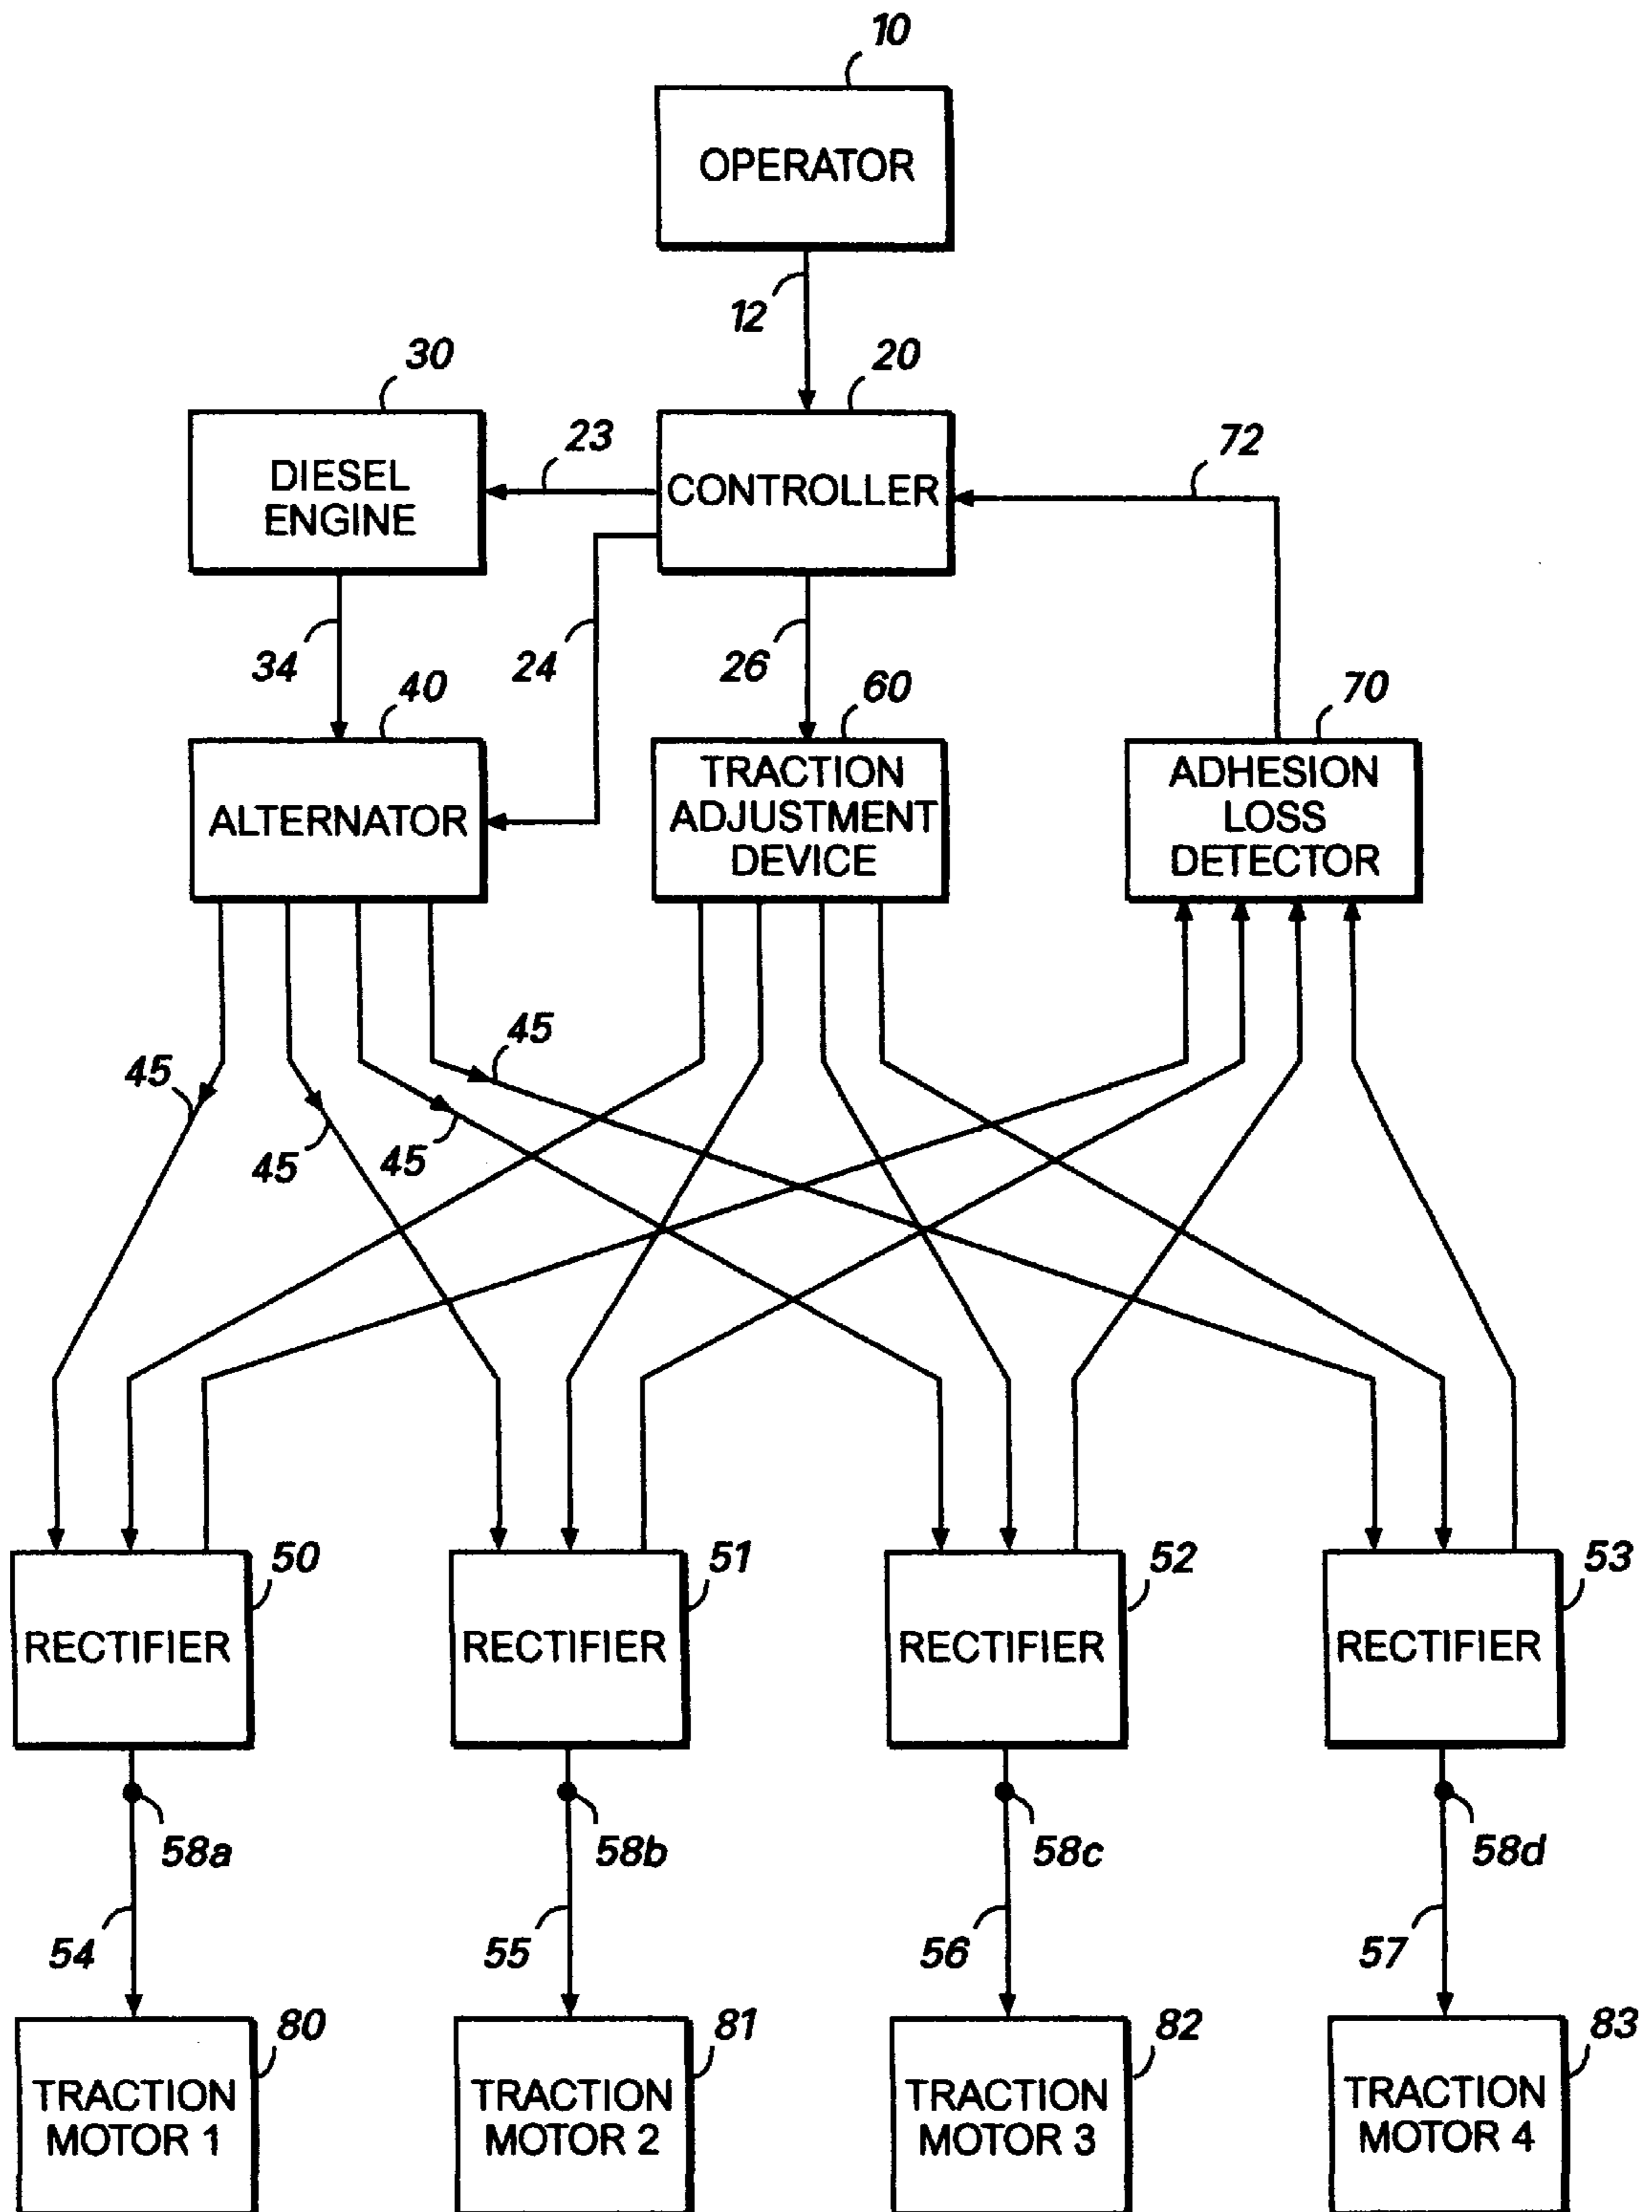 10
OPERATOR
12
30
20
72
23
DIESEL
ENGINE
CONTROLLER
34
24
26
40
60
70
ALTERNATOR
TRACTION
ADJUSTMENT
DEVICE
ADHESION
LOSS
DETECTOR
45
45
45
45
50
51
52
53
RECTIFIER
RECTIFIER
RECTIFIER
RECTIFIER
58a
58b
58c
58d
54
55
56
57
80
81
82
83
TRACTION
MOTOR 1
TRACTION
MOTOR 2
TRACTION
MOTOR 3
TRACTION
MOTOR 4